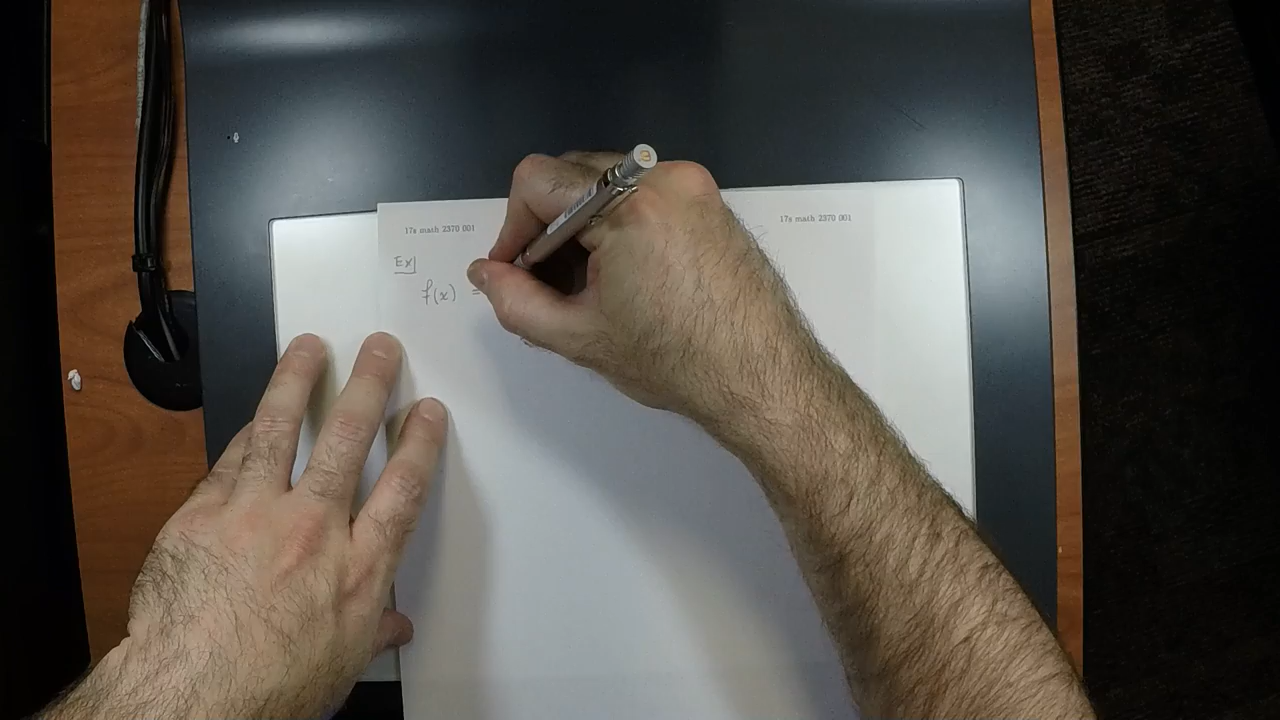 17s math 2370 001 17s math 2370 001
Ex
f(x) =